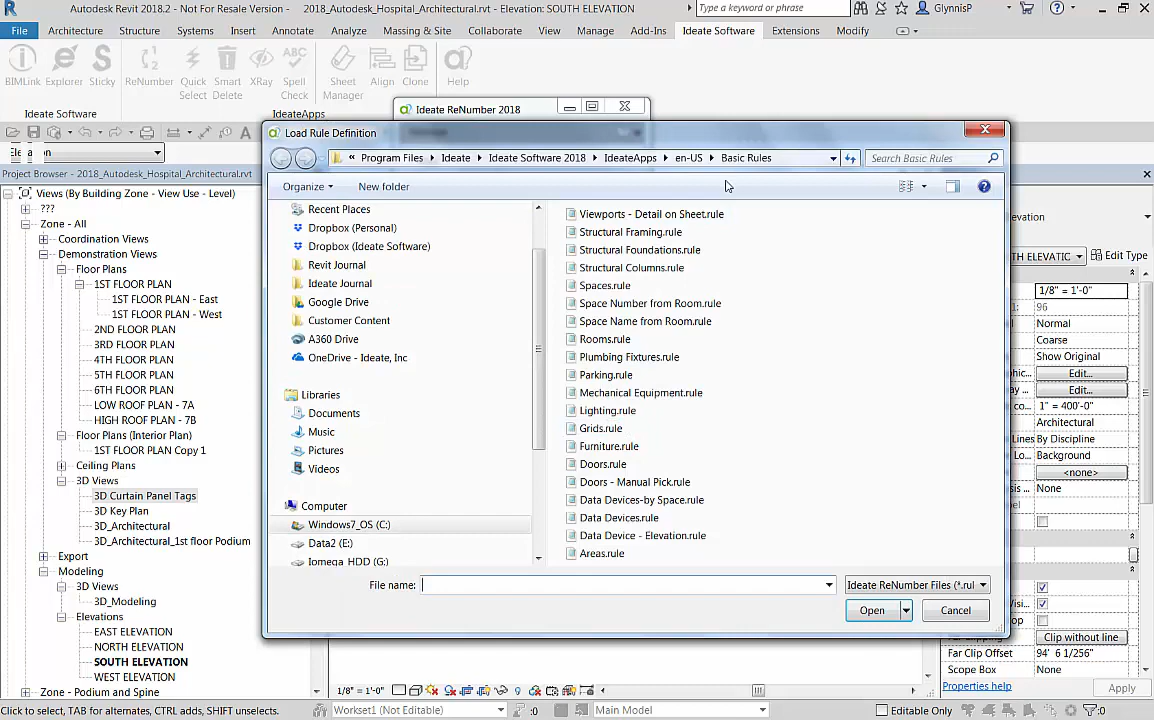 Autodesk Revit 2018.2 - Not For Resale Version - 2018_Autodesk_Hospital_Architectural.rvt - Elevation: SOUTH ELEVATION
Type a keyword or phrase
GlynnisP
File Architecture Structure Systems Insert Annotate Analyze Massing & Site Collaborate View Manage Add-Ins Ideate Software Extensions Modify
BIMLink Explorer Sticky ReNumber Quick Select Smart Delete XRay Spell Check Sheet Manager Align Clone Help
Ideate Software
IdeateApps
Ideate ReNumber 2018
Load Rule Definition
« Program Files Ideate Ideate Software 2018 IdeateApps en-US Basic Rules
Search Basic Rules
Organize
New folder
Project Browser - 2018_Autodesk_Hospital_Architectural.rvt
Views (By Building Zone - View Use - Level)
???
Zone - All
Coordination Views
Demonstration Views
Floor Plans
1ST FLOOR PLAN
1ST FLOOR PLAN - East
1ST FLOOR PLAN - West
2ND FLOOR PLAN
3RD FLOOR PLAN
4TH FLOOR PLAN
5TH FLOOR PLAN
6TH FLOOR PLAN
LOW ROOF PLAN - 7A
HIGH ROOF PLAN - 7B
Floor Plans (Interior Plan)
1ST FLOOR PLAN Copy 1
Ceiling Plans
3D Views
3D Curtain Panel Tags
3D Key Plan
3D_Architectural
3D_Architectural_1st floor Podium
Export
Modeling
3D Views
3D_Modeling
Elevations
EAST ELEVATION
NORTH ELEVATION
SOUTH ELEVATION
WEST ELEVATION
Zone - Podium and Spine
Recent Places
Dropbox (Personal)
Dropbox (Ideate Software)
Revit Journal
Ideate Journal
Google Drive
Customer Content
A360 Drive
OneDrive - Ideate, Inc
Libraries
Documents
Music
Pictures
Videos
Computer
Windows7_OS (C:)
Data2 (E:)
Iomega_HDD (G:)
Viewports - Detail on Sheet.rule
Structural Framing.rule
Structural Foundations.rule
Structural Columns.rule
Spaces.rule
Space Number from Room.rule
Space Name from Room.rule
Rooms.rule
Plumbing Fixtures.rule
Parking.rule
Mechanical Equipment.rule
Lighting.rule
Grids.rule
Furniture.rule
Doors.rule
Doors - Manual Pick.rule
Data Devices-by Space.rule
Data Devices.rule
Data Device - Elevation.rule
Areas.rule
File name:
Ideate ReNumber Files (*.rul
Open
Cancel
Edit Type
1/8" = 1'-0"
96
Normal
Coarse
Show Original
Edit...
Edit...
1" = 400'-0"
Architectural
By Discipline
Background
<none>
None
Clip without line
Far Clip Offset 94' 6 1/256"
Scope Box None
Properties help
Apply
1/8" = 1'-0"
Click to select, TAB for alternates, CTRL adds, SHIFT unselects.
Workset1 (Not Editable)
:0
Main Model
Editable Only
:0